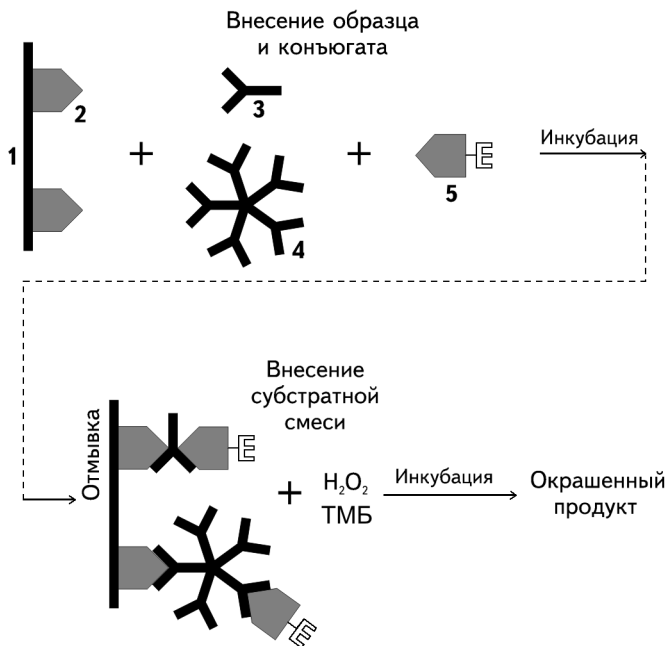 Внесение образца
и конъюгата
1
2
3
4
5
E
Инкубация
Отмывка
Внесение
субстратной
смеси
E
E
H₂O₂
ТМБ
Инкубация
Окрашенный
продукт